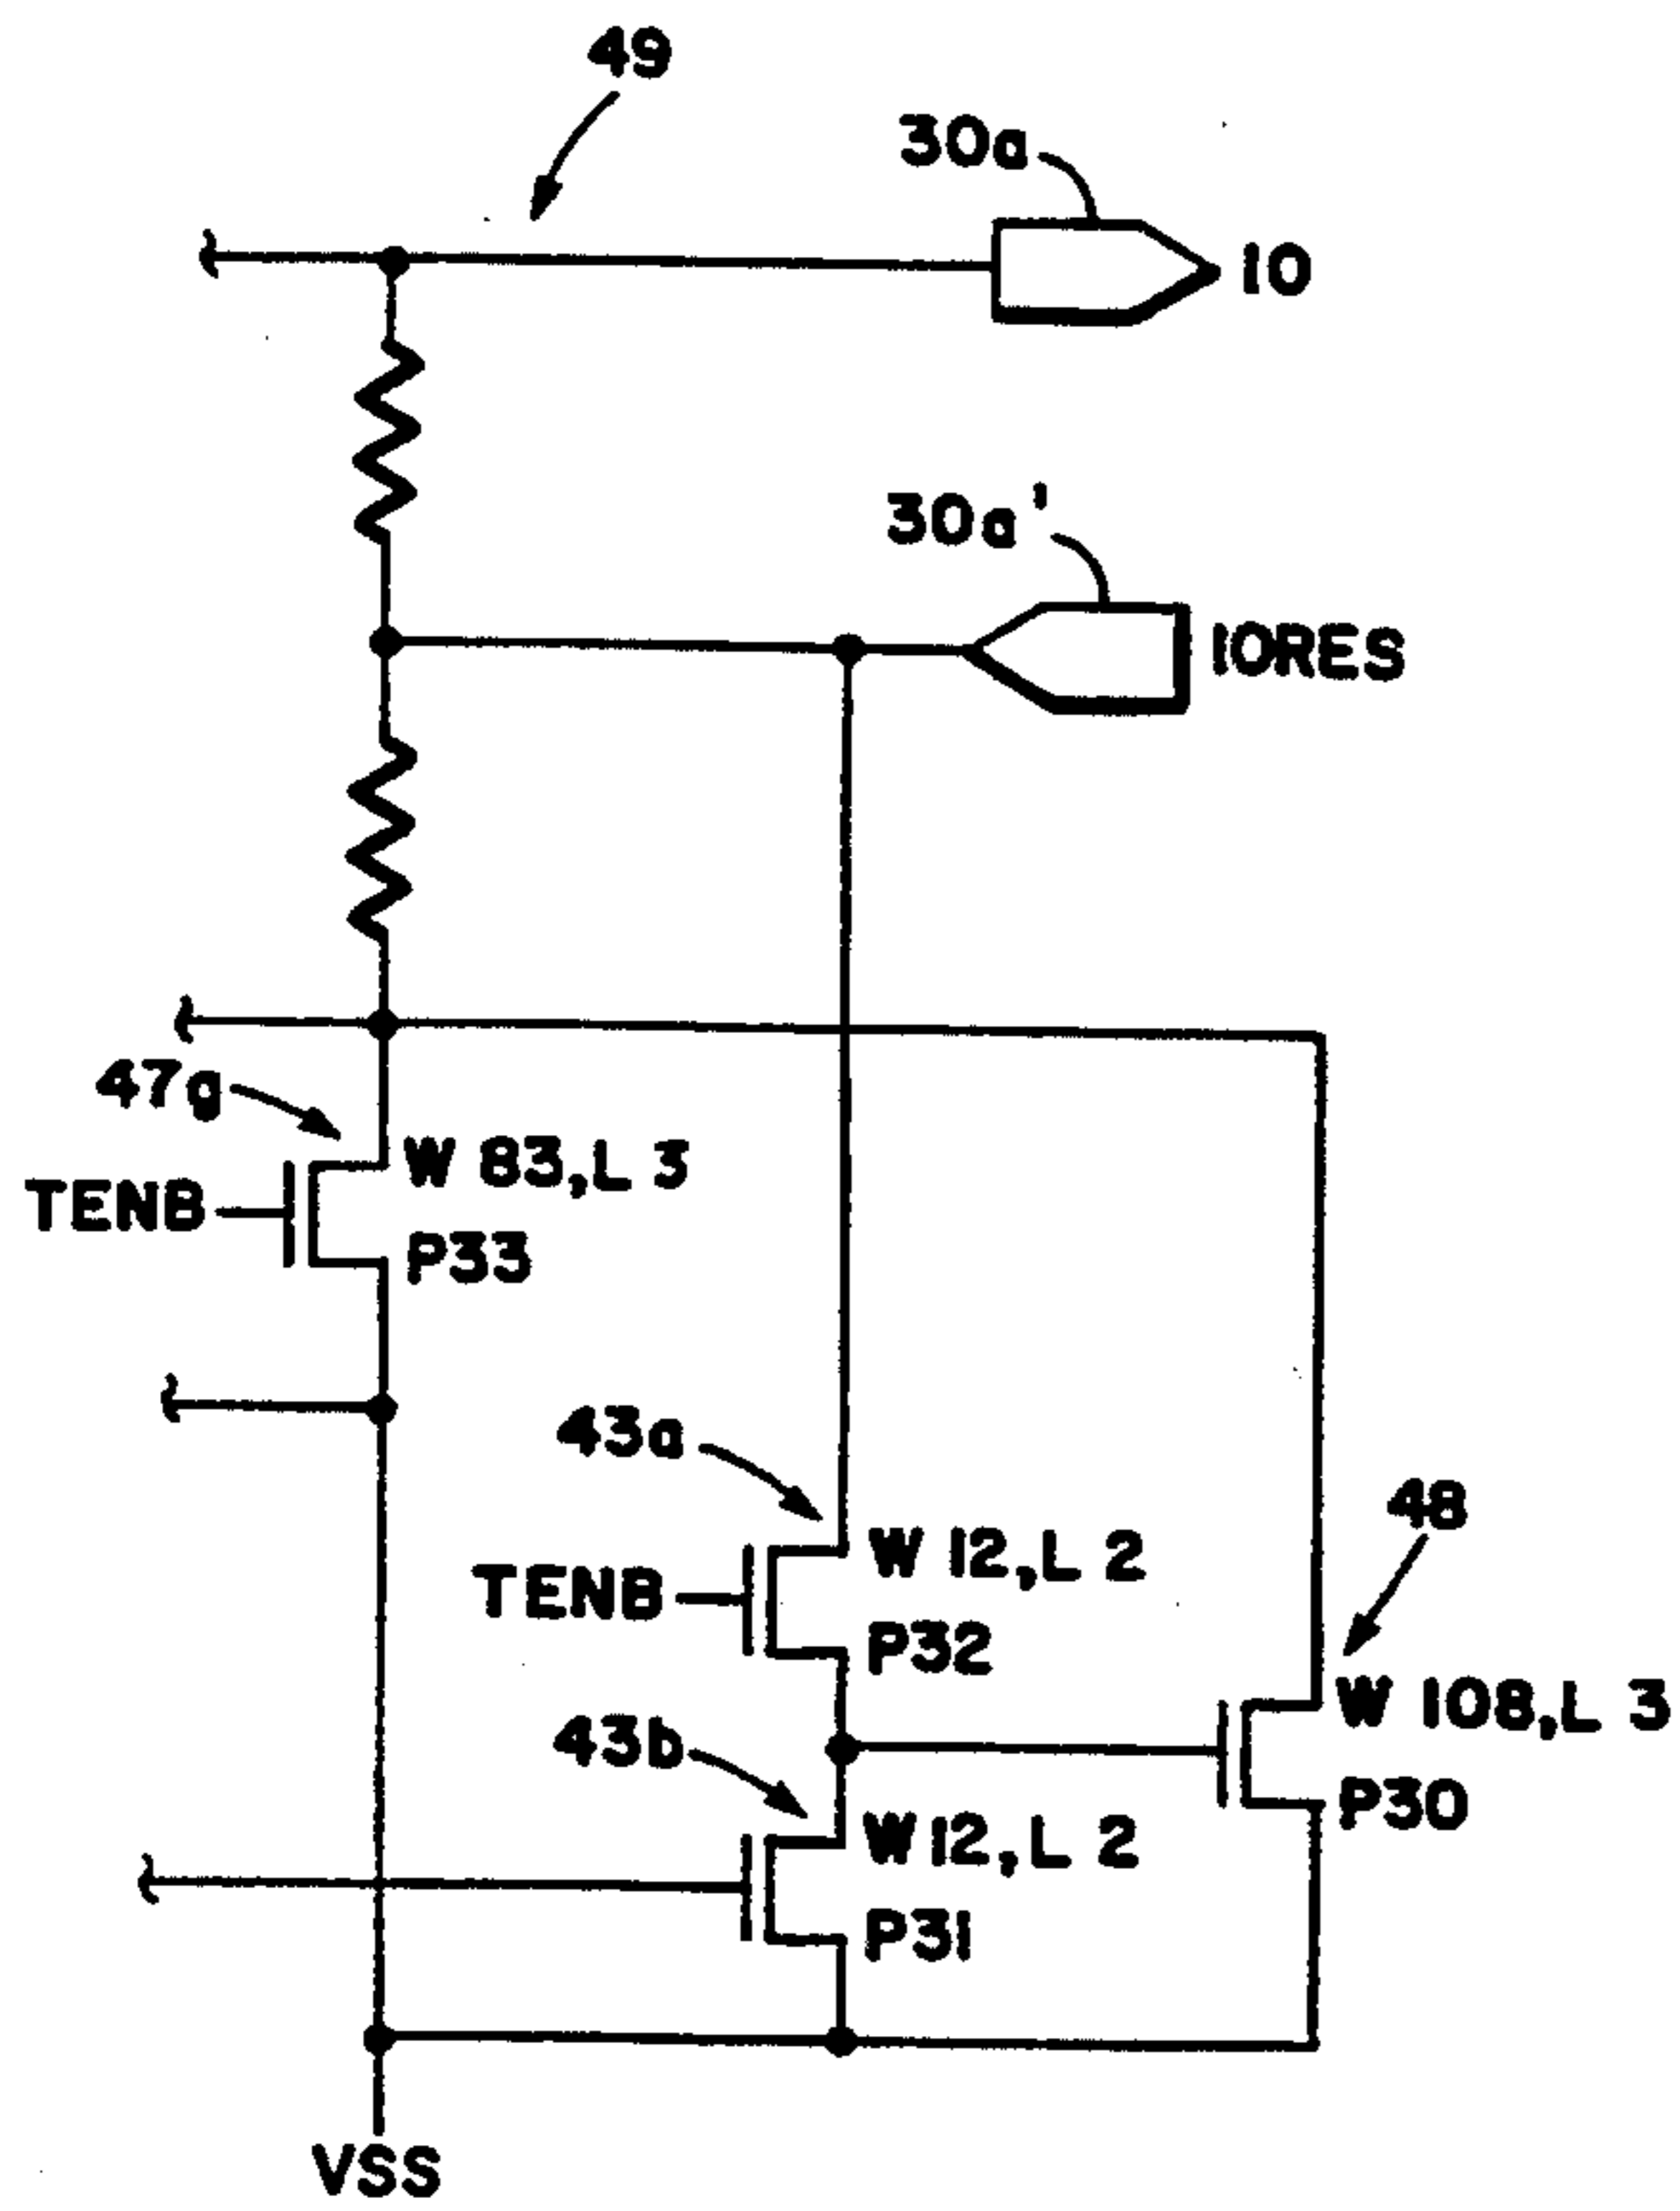 49
30a
IO
30a'
IORES
47g
W 83,L 3
TENB
P33
43a
48
W 12,L 2
TENB
P32
W 108,L 3
43b
P30
W 12,L 2
P31
VSS